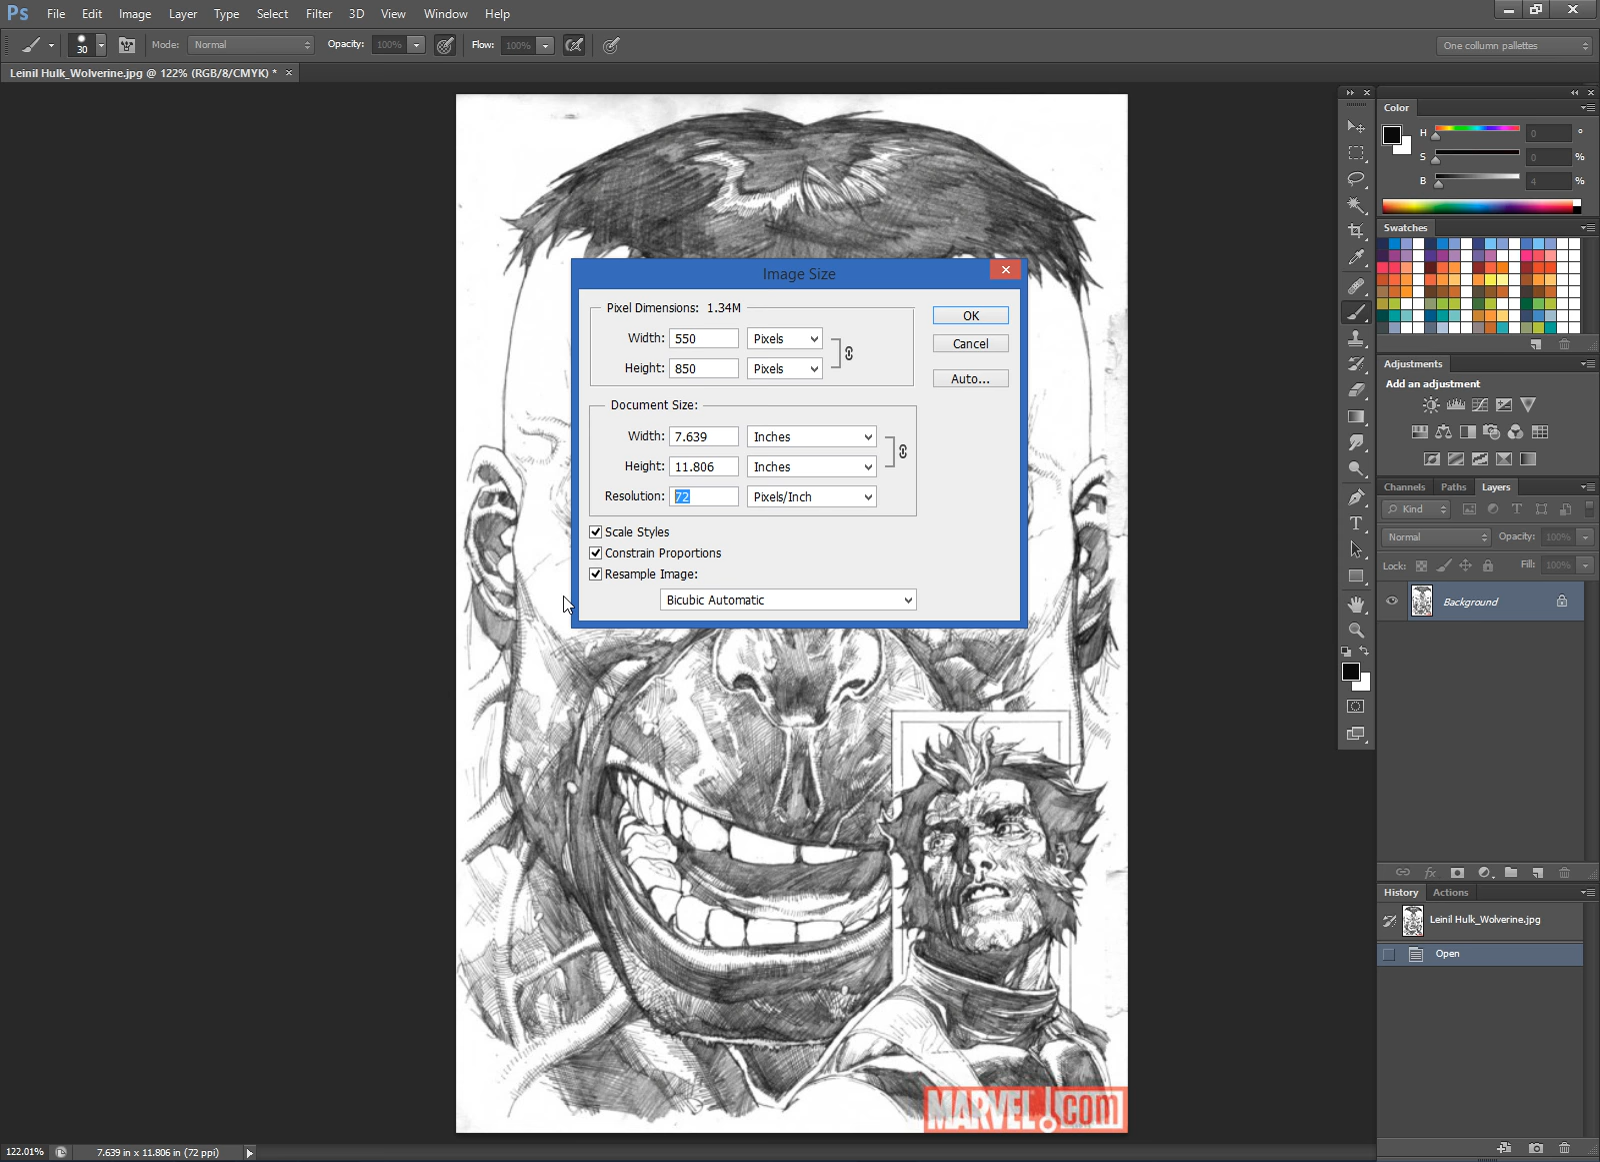 Ps File Edit Image Layer Type Select Filter 3D View Window Help
30 Mode: Normal Opacity: 100% Flow: 100% One collumn pallettes
Leinil Hulk_Wolverine.jpg @ 122% (RGB/8/CMYK) * ×
Image Size
Pixel Dimensions: 1.34M
Width: 550 Pixels
Height: 850 Pixels
OK
Cancel
Auto...
Document Size:
Width: 7.639 Inches
Height: 11.806 Inches
Resolution: 72 Pixels/Inch
Scale Styles
Constrain Proportions
Resample Image:
Bicubic Automatic
Color
H 0 °
S 0 %
B 4 %
Swatches
Adjustments
Add an adjustment
Channels Paths Layers
Kind
Normal Opacity: 100%
Lock: Fill: 100%
Background
History Actions
Leinil Hulk_Wolverine.jpg
Open
MARVEL.com
122.01% 7.639 in x 11.806 in (72 ppi)